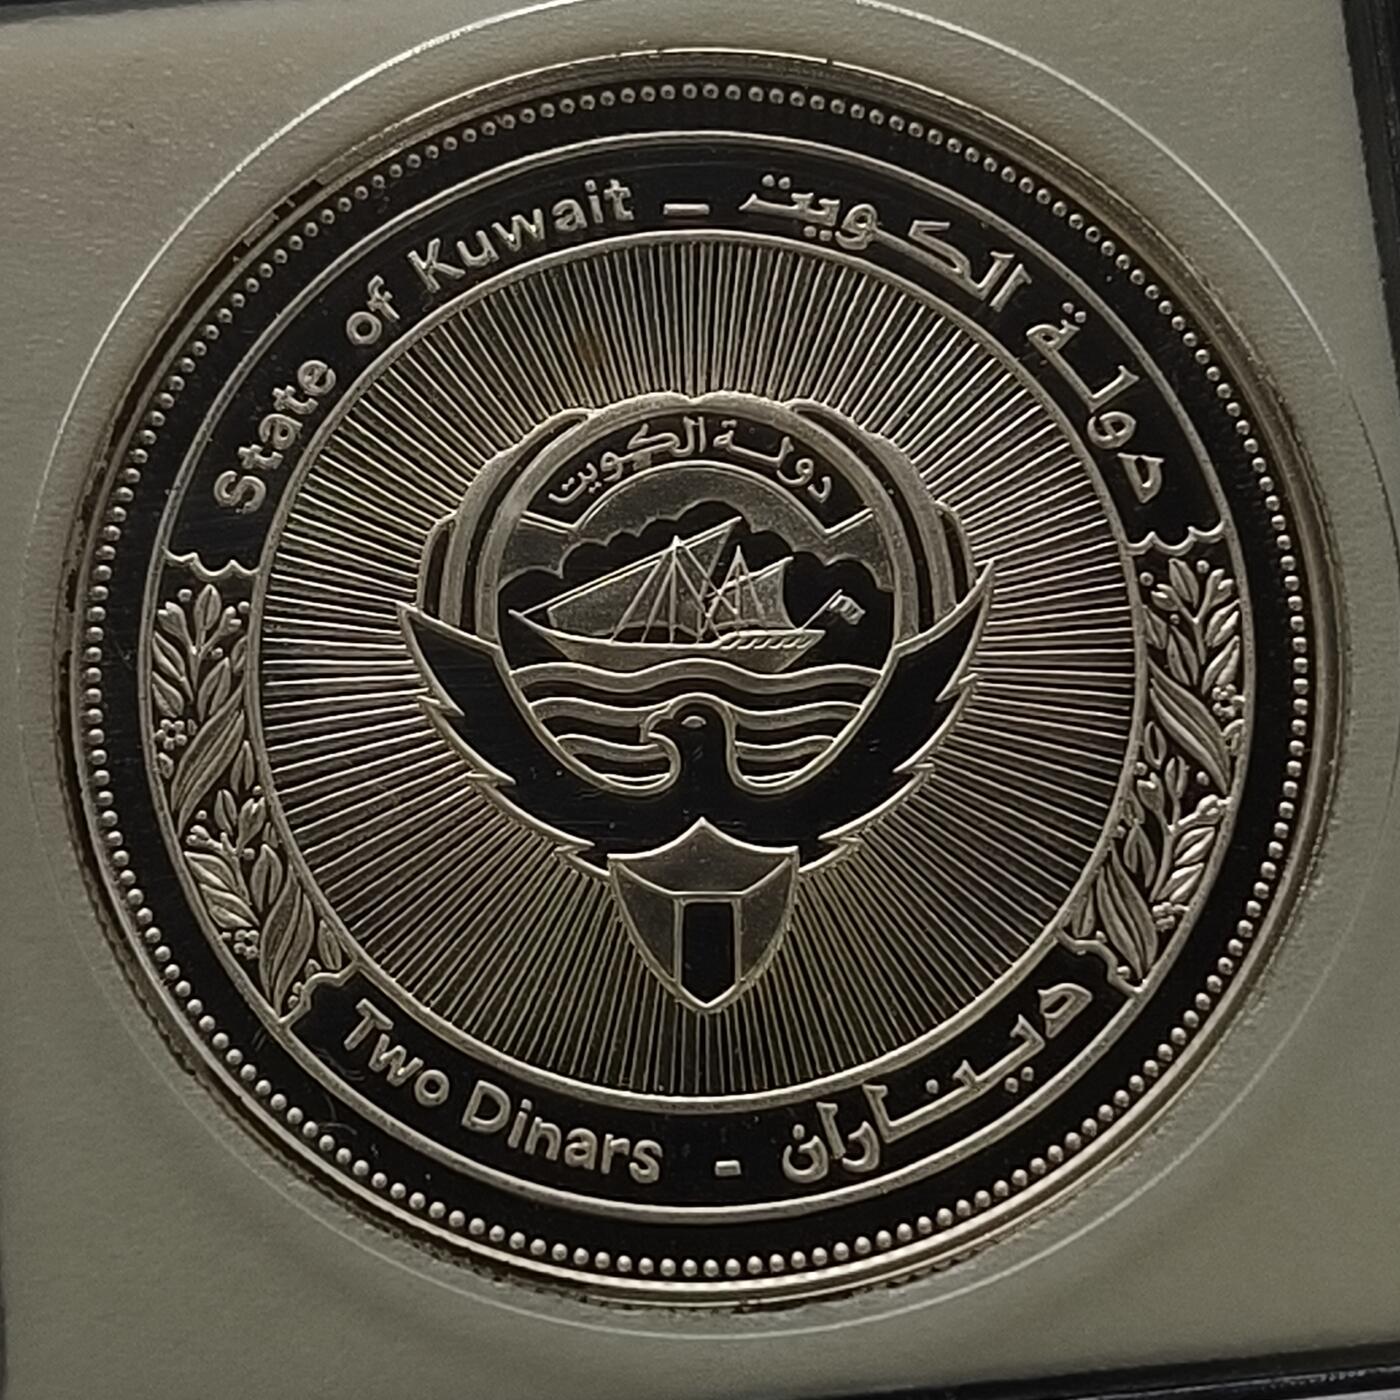 State of Kuwait – دولة الكويت
دولة الكويت
Two Dinars - ديناران